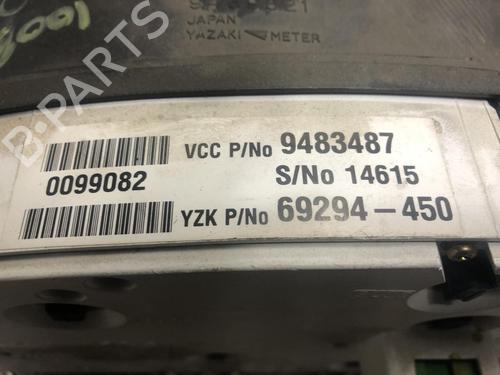 JAPAN
YAZAKI METER
VCC P/No 9483487
0099082
S/No 14615
YZK P/No 69294-450
B-PARTS